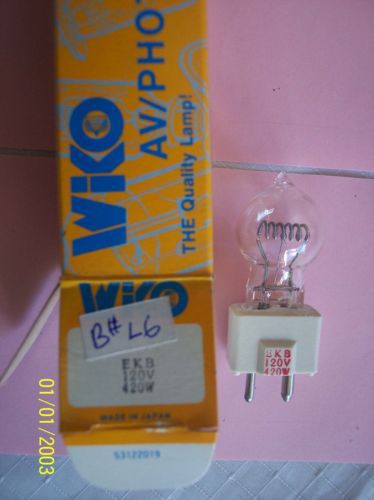 WiKO
AV/PHOT
THE Quality Lamp!
WiKO
B# L6
EKB
120V
420W
MADE IN JAPAN
53122019
EKB
120V
420W
01/01/2003